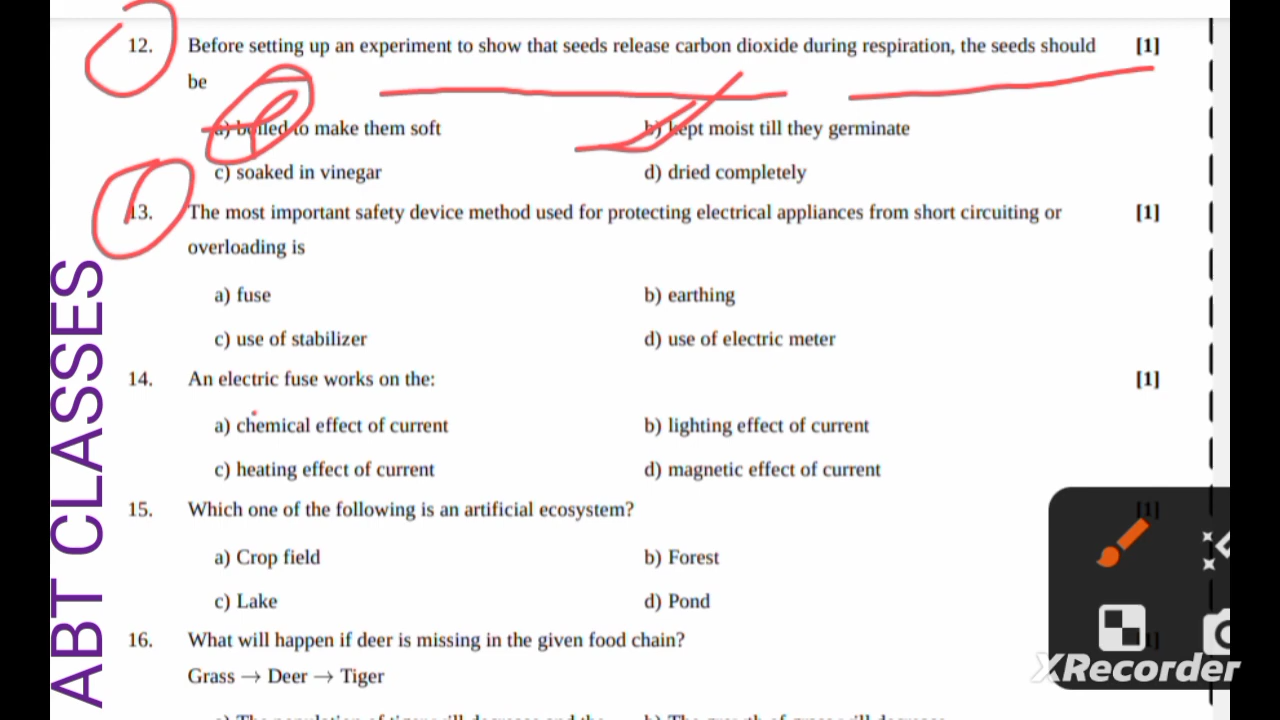 12. Before setting up an experiment to show that seeds release carbon dioxide during respiration, the seeds should [1]
be
a) boiled to make them soft b) kept moist till they germinate
c) soaked in vinegar d) dried completely
13. The most important safety device method used for protecting electrical appliances from short circuiting or [1]
overloading is
a) fuse b) earthing
c) use of stabilizer d) use of electric meter
14. An electric fuse works on the: [1]
a) chemical effect of current b) lighting effect of current
c) heating effect of current d) magnetic effect of current
15. Which one of the following is an artificial ecosystem? [1]
a) Crop field b) Forest
c) Lake d) Pond
16. What will happen if deer is missing in the given food chain? [1]
Grass → Deer → Tiger
ABT CLASSES
XRecorder